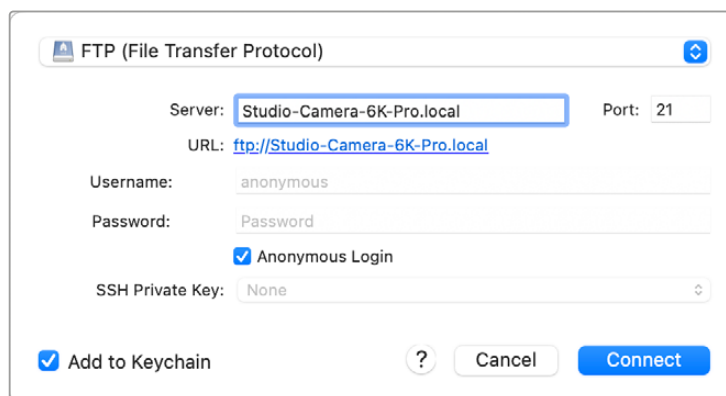 FTP (File Transfer Protocol)
Server: Studio-Camera-6K-Pro.local Port: 21
URL: ftp://Studio-Camera-6K-Pro.local
Username: anonymous
Password: Password
Anonymous Login
SSH Private Key: None
Add to Keychain ? Cancel Connect